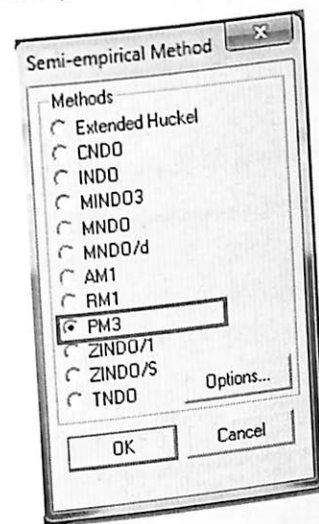 Semi-empirical Method
Methods
Extended Huckel
CNDO
INDO
MINDO3
MNDO
MNDO/d
AM1
RM1
PM3
ZINDO/1
ZINDO/S
TNDO
Options...
OK
Cancel